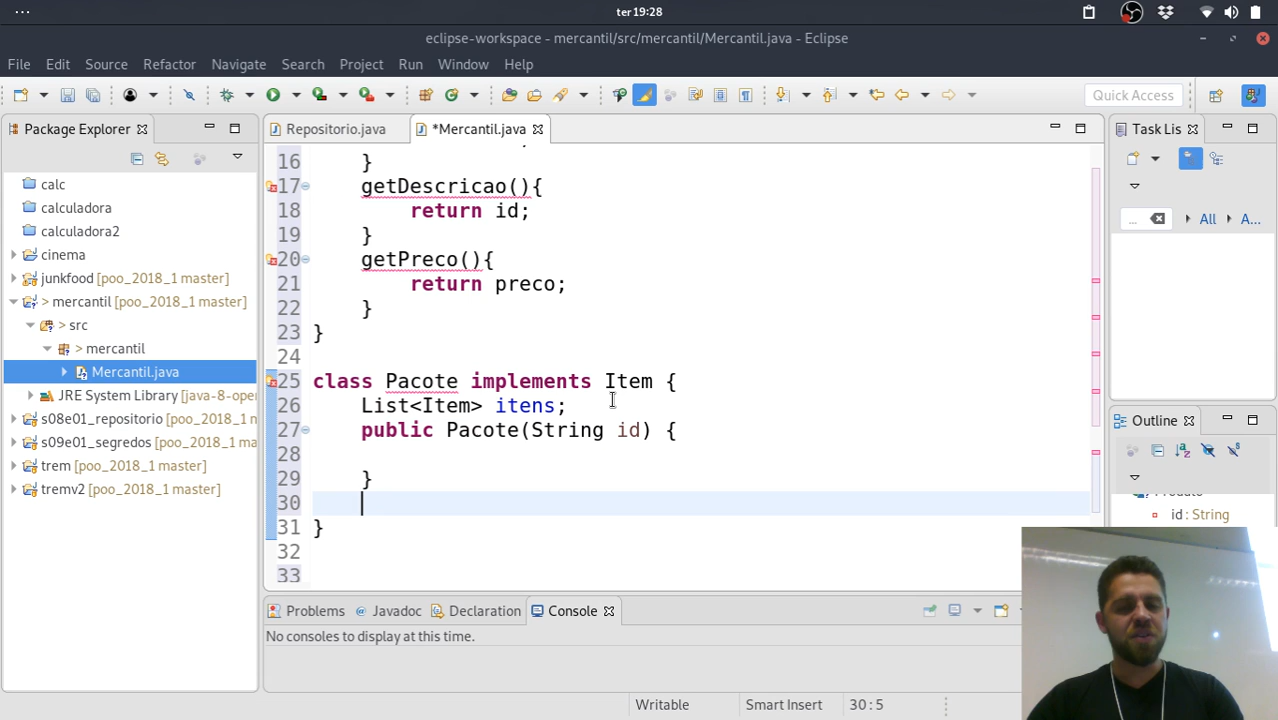 ter 19:28
eclipse-workspace - mercantil/src/mercantil/Mercantil.java - Eclipse
File Edit Source Refactor Navigate Search Project Run Window Help
Quick Access
Package Explorer
Repositorio.java
*Mercantil.java
Task Lis
calc
calculadora
calculadora2
cinema
junkfood [poo_2018_1 master]
> mercantil [poo_2018_1 master]
> src
> mercantil
Mercantil.java
JRE System Library [java-8-ope
s08e01_repositorio [poo_2018_1
s09e01_segredos [poo_2018_1
trem [poo_2018_1 master]
tremv2 [poo_2018_1 master]
16 }
17 getDescricao(){
18 return id;
19 }
20 getPreco(){
21 return preco;
22 }
23 }
24
25 class Pacote implements Item {
26 List<Item> itens;
27 public Pacote(String id) {
28
29 }
30
31 }
32
33
... All A...
Outline
id : String
Problems Javadoc Declaration Console
No consoles to display at this time.
Writable Smart Insert 30 : 5